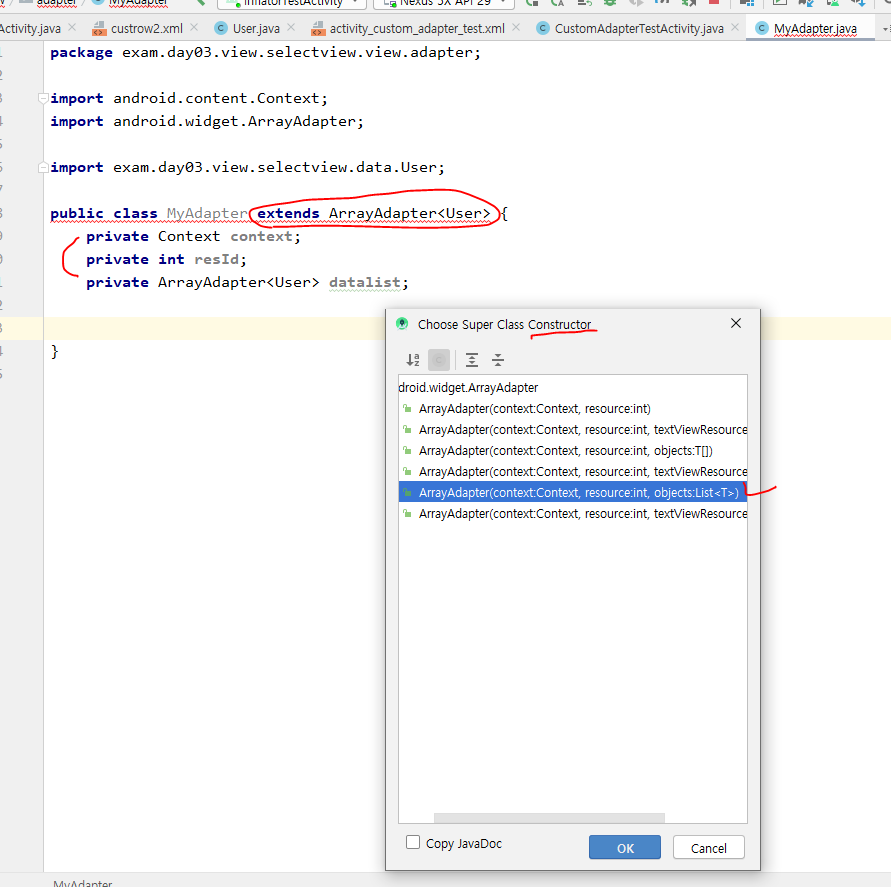 adapter MyAdapter InflatorTestActivity Nexus 5X API 29
Activity.java custrow2.xml User.java activity_custom_adapter_test.xml CustomAdapterTestActivity.java MyAdapter.java
package exam.day03.view.selectview.view.adapter;
import android.content.Context;
import android.widget.ArrayAdapter;
import exam.day03.view.selectview.data.User;
public class MyAdapter extends ArrayAdapter<User> {
private Context context;
private int resId;
private ArrayAdapter<User> datalist;
}
Choose Super Class Constructor
droid.widget.ArrayAdapter
ArrayAdapter(context:Context, resource:int)
ArrayAdapter(context:Context, resource:int, textViewResource
ArrayAdapter(context:Context, resource:int, objects:T[])
ArrayAdapter(context:Context, resource:int, textViewResource
ArrayAdapter(context:Context, resource:int, objects:List<T>)
ArrayAdapter(context:Context, resource:int, textViewResource
Copy JavaDoc
OK Cancel
MyAdapter